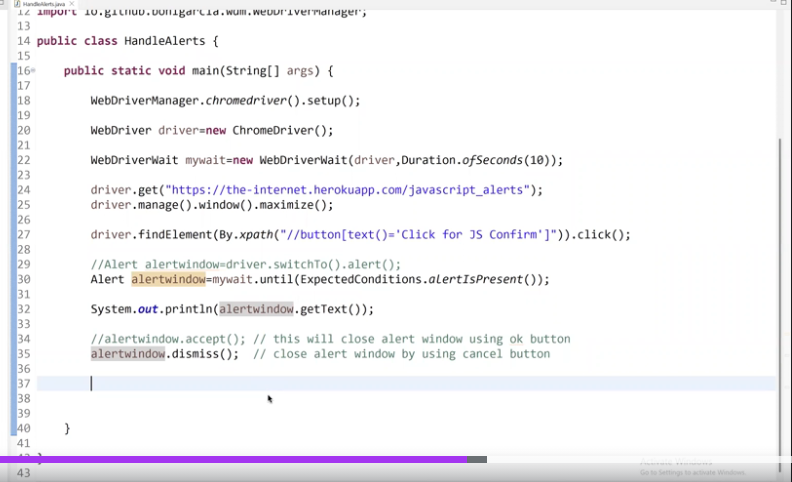 HandleAlerts.java
12 import io.github.bonigarcia.wdm.WebDriverManager;
13
14 public class HandleAlerts {
15
16 public static void main(String[] args) {
17
18 WebDriverManager.chromedriver().setup();
19
20 WebDriver driver=new ChromeDriver();
21
22 WebDriverWait mywait=new WebDriverWait(driver,Duration.ofSeconds(10));
23
24 driver.get("https://the-internet.herokuapp.com/javascript_alerts");
25 driver.manage().window().maximize();
26
27 driver.findElement(By.xpath("//button[text()='Click for JS Confirm']")).click();
28
29 //Alert alertwindow=driver.switchTo().alert();
30 Alert alertwindow=mywait.until(ExpectedConditions.alertIsPresent());
31
32 System.out.println(alertwindow.getText());
33
34 //alertwindow.accept(); // this will close alert window using ok button
35 alertwindow.dismiss(); // close alert window by using cancel button
36
37
38
39
40 }
41
42 }
43
Activate Windows
Go to Settings to activate Windows.